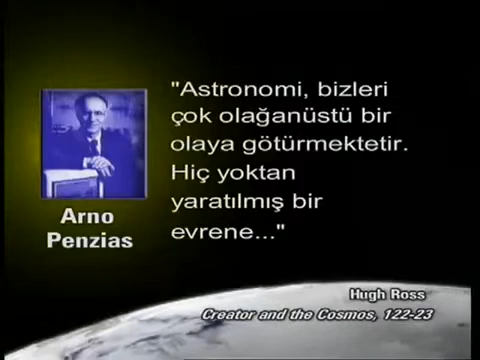 "Astronomi, bizleri
çok olağanüstü bir
olaya götürmektetir.
Hiç yoktan
yaratılmış bir
evrene..."
Arno
Penzias
Hugh Ross
Creator and the Cosmos, 122-23